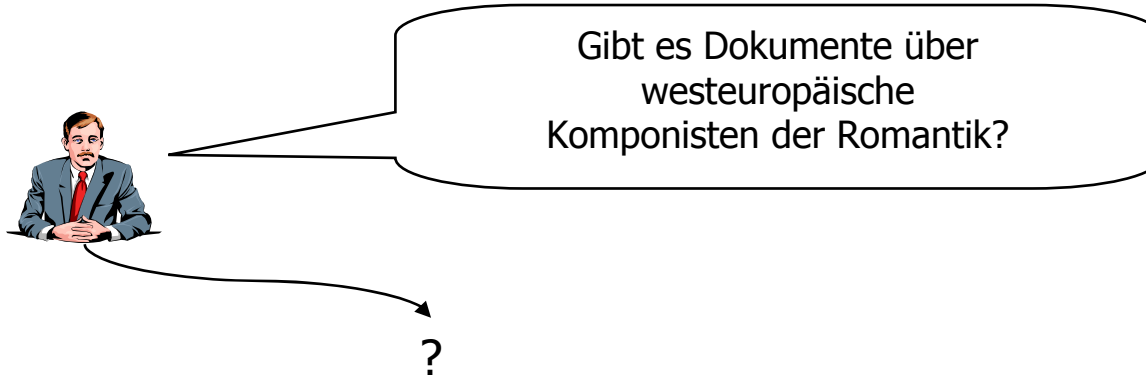 Gibt es Dokumente über
westeuropäische
Komponisten der Romantik?
?